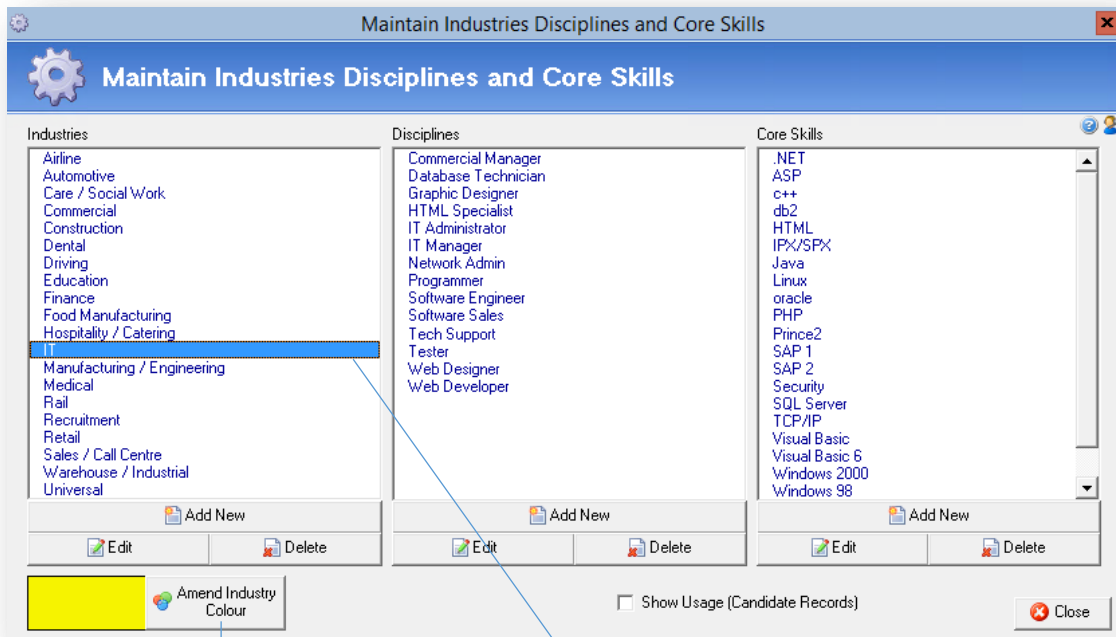 Maintain Industries Disciplines and Core Skills
Maintain Industries Disciplines and Core Skills
Industries
Airline
Automotive
Care / Social Work
Commercial
Construction
Dental
Driving
Education
Finance
Food Manufacturing
Hospitality / Catering
IT
Manufacturing / Engineering
Medical
Rail
Recruitment
Retail
Sales / Call Centre
Warehouse / Industrial
Universal
Add New
Edit
Delete
Disciplines
Commercial Manager
Database Technician
Graphic Designer
HTML Specialist
IT Administrator
IT Manager
Network Admin
Programmer
Software Engineer
Software Sales
Tech Support
Tester
Web Designer
Web Developer
Add New
Edit
Delete
Core Skills
.NET
ASP
c++
db2
HTML
IPX/SPX
Java
Linux
oracle
PHP
Prince2
SAP 1
SAP 2
Security
SQL Server
TCP/IP
Visual Basic
Visual Basic 6
Windows 2000
Windows 98
Add New
Edit
Delete
Amend Industry
Colour
Show Usage (Candidate Records)
Close